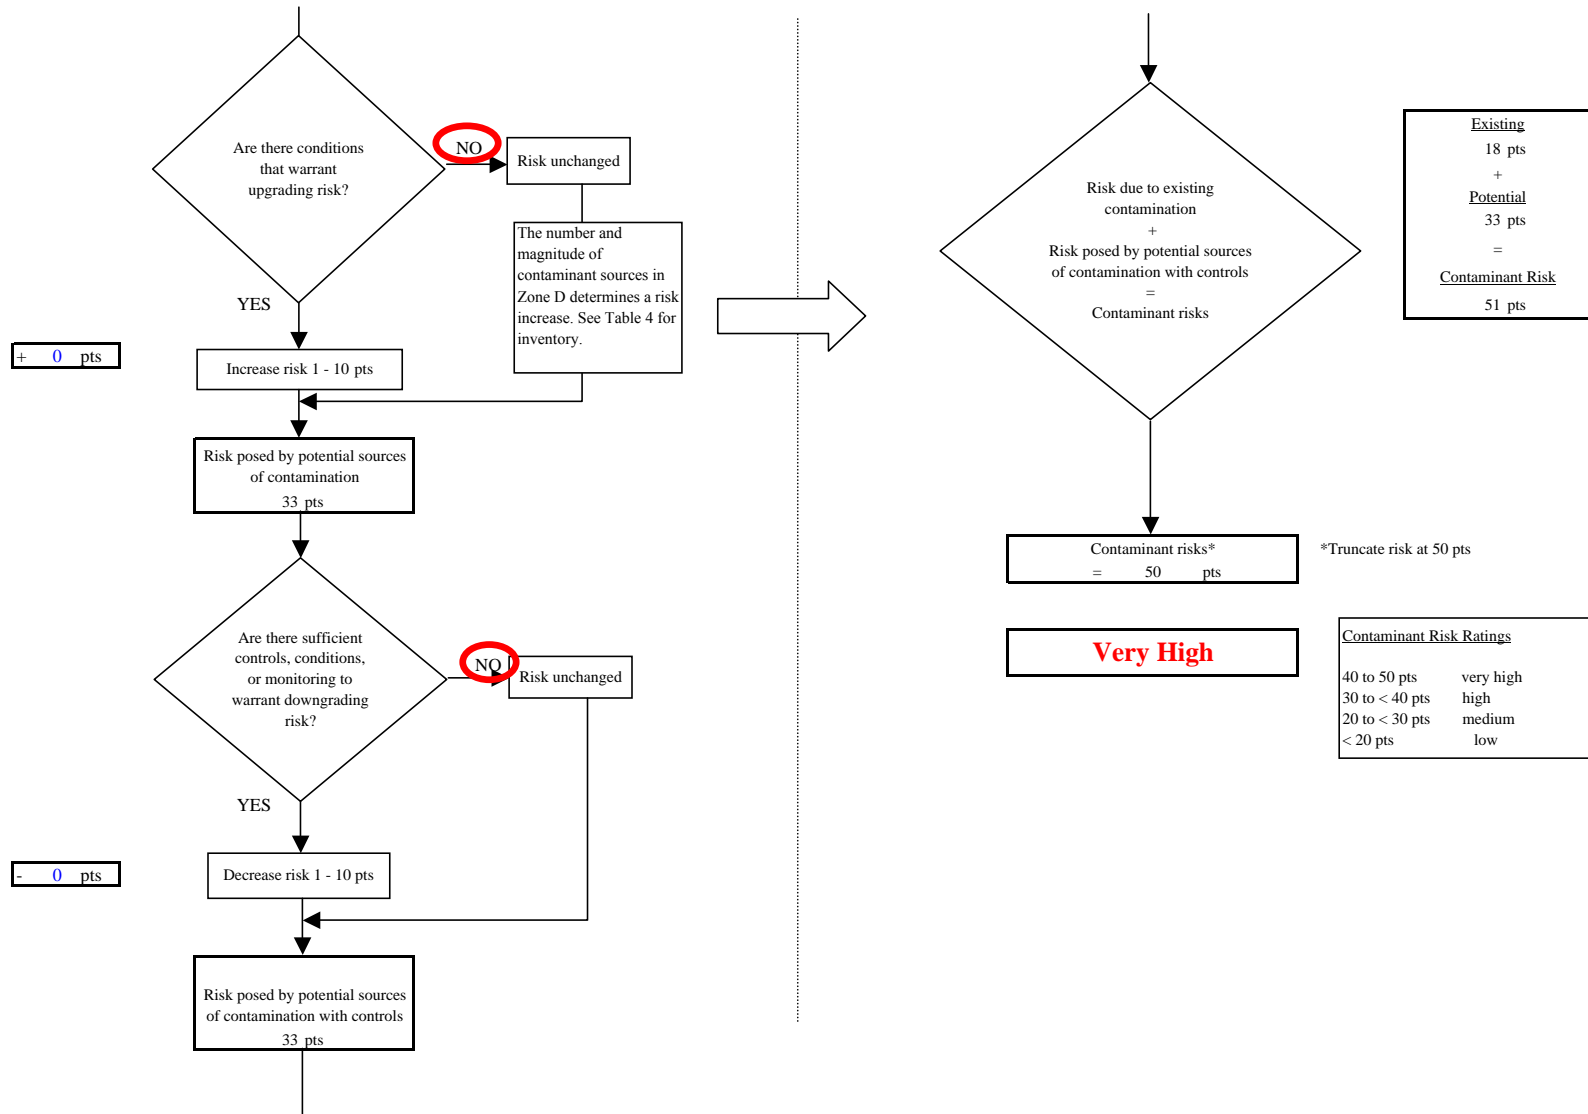 Are there conditions
that warrant
upgrading risk?
NO
Risk unchanged
The number and
magnitude of
contaminant sources in
Zone D determines a risk
increase. See Table 4 for
inventory.
YES
+ 0 pts
Increase risk 1 - 10 pts
Risk posed by potential sources
of contamination
33 pts
Are there sufficient
controls, conditions,
or monitoring to
warrant downgrading
risk?
NO
Risk unchanged
YES
- 0 pts
Decrease risk 1 - 10 pts
Risk posed by potential sources
of contamination with controls
33 pts
Risk due to existing
contamination
+
Risk posed by potential sources
of contamination with controls
=
Contaminant risks
Existing
18 pts
+
Potential
33 pts
=
Contaminant Risk
51 pts
Contaminant risks*
= 50 pts
*Truncate risk at 50 pts
Very High
Contaminant Risk Ratings
40 to 50 pts very high
30 to < 40 pts high
20 to < 30 pts medium
< 20 pts low